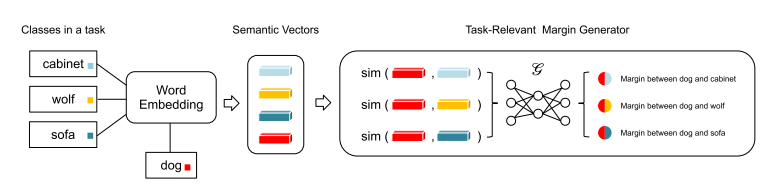 Classes in a task
Semantic Vectors
Task-Relevant Margin Generator
cabinet
wolf
sofa
dog
Word
Embedding
sim ( , )
sim ( , )
sim ( , )
𝒢
Margin between dog and cabinet
Margin between dog and wolf
Margin between dog and sofa